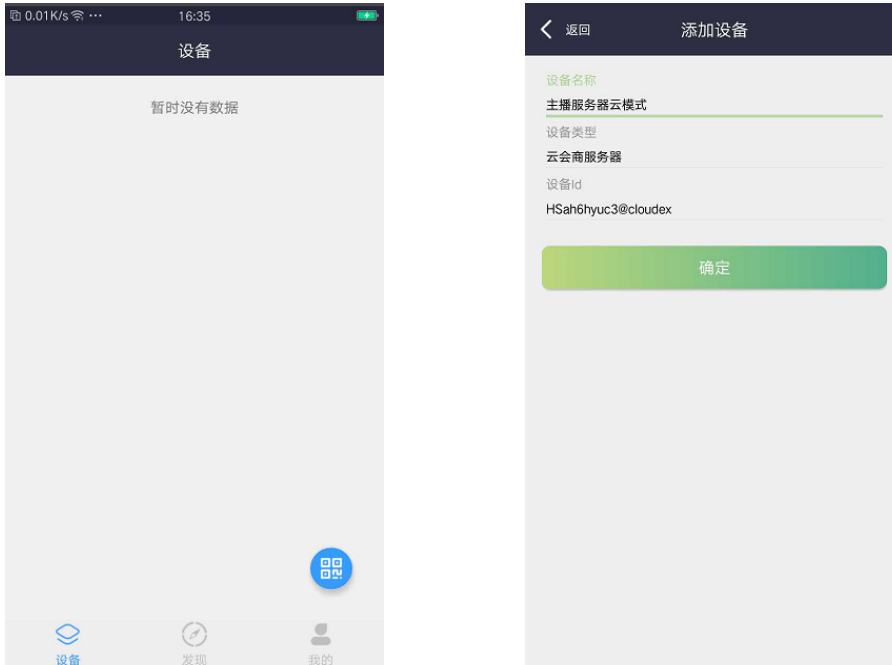 0.01K/s ··· 16:35
设备
暂时没有数据
设备 发现 我的
返回 添加设备
设备名称
主播服务器云模式
设备类型
云会商服务器
设备Id
HSah6hyuc3@cloudex
确定